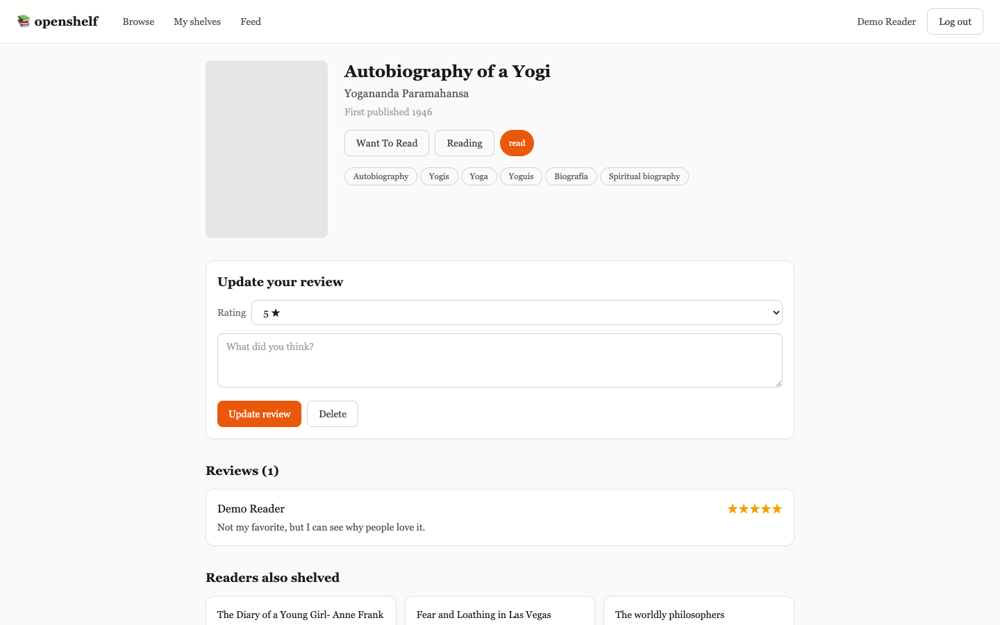 openshelf Browse My shelves Feed Demo Reader Log out
Autobiography of a Yogi
Yogananda Paramahansa
First published 1946
Want To Read Reading read
Autobiography Yogis Yoga Yoguis Biografía Spiritual biography
Update your review
Rating 5 ★
What did you think?
Update review Delete
Reviews (1)
Demo Reader ★★★★★
Not my favorite, but I can see why people love it.
Readers also shelved
The Diary of a Young Girl- Anne Frank Fear and Loathing in Las Vegas The worldly philosophers